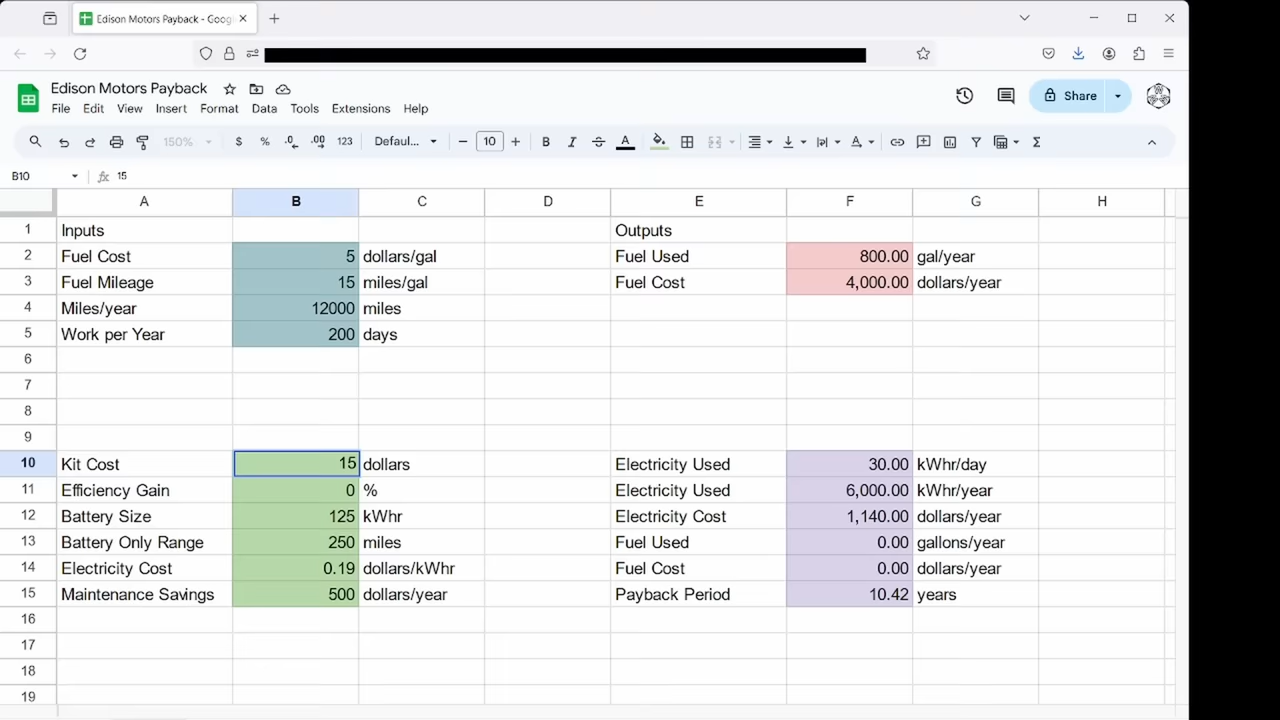 Edison Motors Payback - Goog
Edison Motors Payback
File Edit View Insert Format Data Tools Extensions Help
Share
150% $ % .0 .00 123 Defaul... 10 B I A Σ
B10 fx 15
A B C D E F G H
1 Inputs Outputs
2 Fuel Cost 5 dollars/gal Fuel Used 800.00 gal/year
3 Fuel Mileage 15 miles/gal Fuel Cost 4,000.00 dollars/year
4 Miles/year 12000 miles
5 Work per Year 200 days
6
7
8
9
10 Kit Cost 15 dollars Electricity Used 30.00 kWhr/day
11 Efficiency Gain 0 % Electricity Used 6,000.00 kWhr/year
12 Battery Size 125 kWhr Electricity Cost 1,140.00 dollars/year
13 Battery Only Range 250 miles Fuel Used 0.00 gallons/year
14 Electricity Cost 0.19 dollars/kWhr Fuel Cost 0.00 dollars/year
15 Maintenance Savings 500 dollars/year Payback Period 10.42 years
16
17
18
19